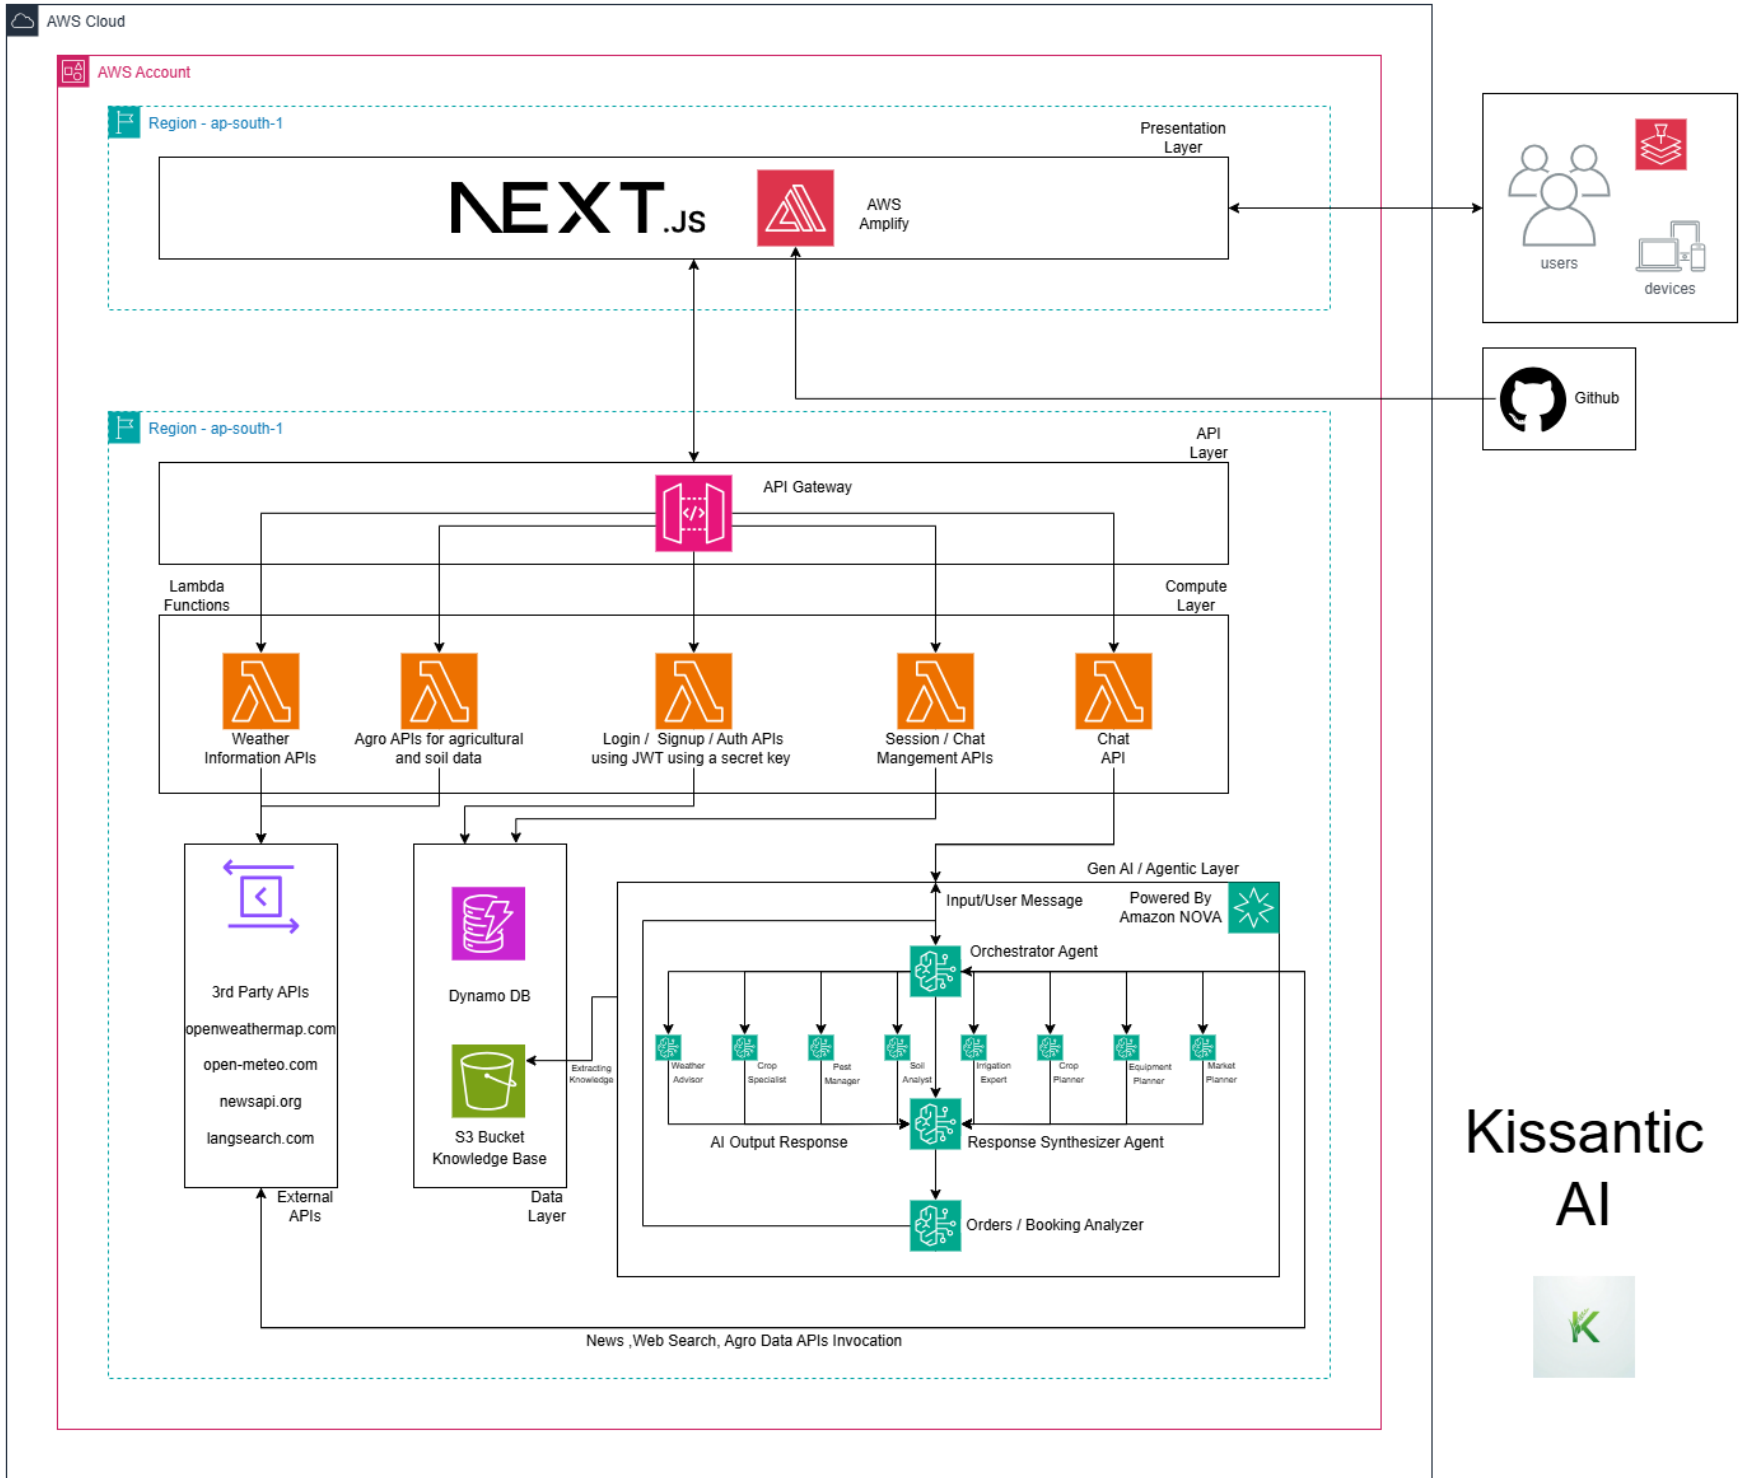 AWS Cloud
AWS Account
Region - ap-south-1
Presentation
Layer
NEXT.JS
AWS
Amplify
users
devices
Github
Region - ap-south-1
API
Layer
API Gateway
</>
Lambda
Functions
Compute
Layer
Weather
Information APIs
Agro APIs for agricultural
and soil data
Login / Signup / Auth APIs
using JWT using a secret key
Session / Chat
Mangement APIs
Chat
API
3rd Party APIs
openweathermap.com
open-meteo.com
newsapi.org
langsearch.com
External
APIs
Dynamo DB
S3 Bucket
Knowledge Base
Data
Layer
Extracting
Knowledge
Gen AI / Agentic Layer
Input/User Message
Powered By
Amazon NOVA
Orchestrator Agent
Weather
Advisor
Crop
Specialist
Pest
Manager
Soil
Analyst
Irrigation
Expert
Crop
Planner
Equipment
Planner
Market
Planner
AI Output Response
Response Synthesizer Agent
Orders / Booking Analyzer
News ,Web Search, Agro Data APIs Invocation
Kissantic
AI
K